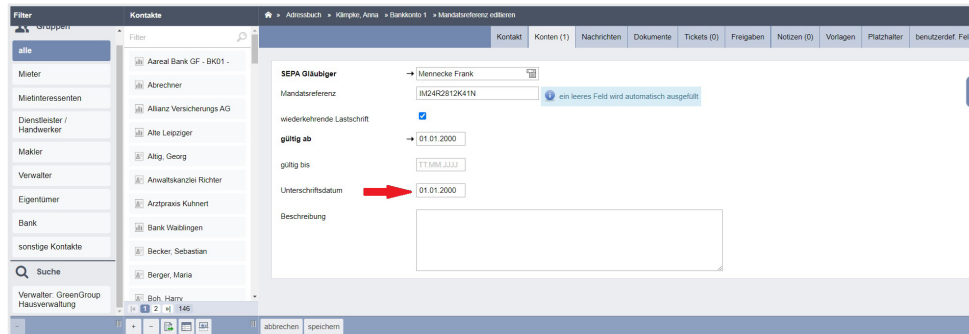 Filter
Gruppen
alle
Mieter
Mietinteressenten
Dienstleister /
Handwerker
Makler
Verwalter
Eigentümer
Bank
sonstige Kontakte
Suche
Verwalter: GreenGroup
Hausverwaltung
Kontakte
Filter
Aareal Bank GF - BK01 -
Abrechner
Allianz Versicherungs AG
Alte Leipziger
Altig, Georg
Anwaltskanzlei Richter
Arztpraxis Kuhnert
Bank Waiblingen
Becker, Sebastian
Berger, Maria
Boh, Harry
1 2 146
» Adressbuch » Klimpke, Anna » Bankkonto 1 » Mandatsreferenz editieren
Kontakt Konten (1) Nachrichten Dokumente Tickets (0) Freigaben Notizen (0) Vorlagen Platzhalter benutzerdef. Fel
SEPA Gläubiger Mennecke Frank
Mandatsreferenz IM24R2812K41N ein leeres Feld wird automatisch ausgefüllt
wiederkehrende Lastschrift
gültig ab 01.01.2000
gültig bis TT.MM.JJJJ
Unterschriftsdatum 01.01.2000
Beschreibung
abbrechen speichern